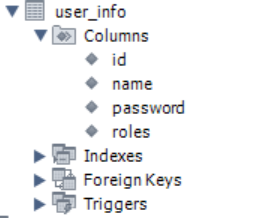 user_info
Columns
id
name
password
roles
Indexes
Foreign Keys
Triggers